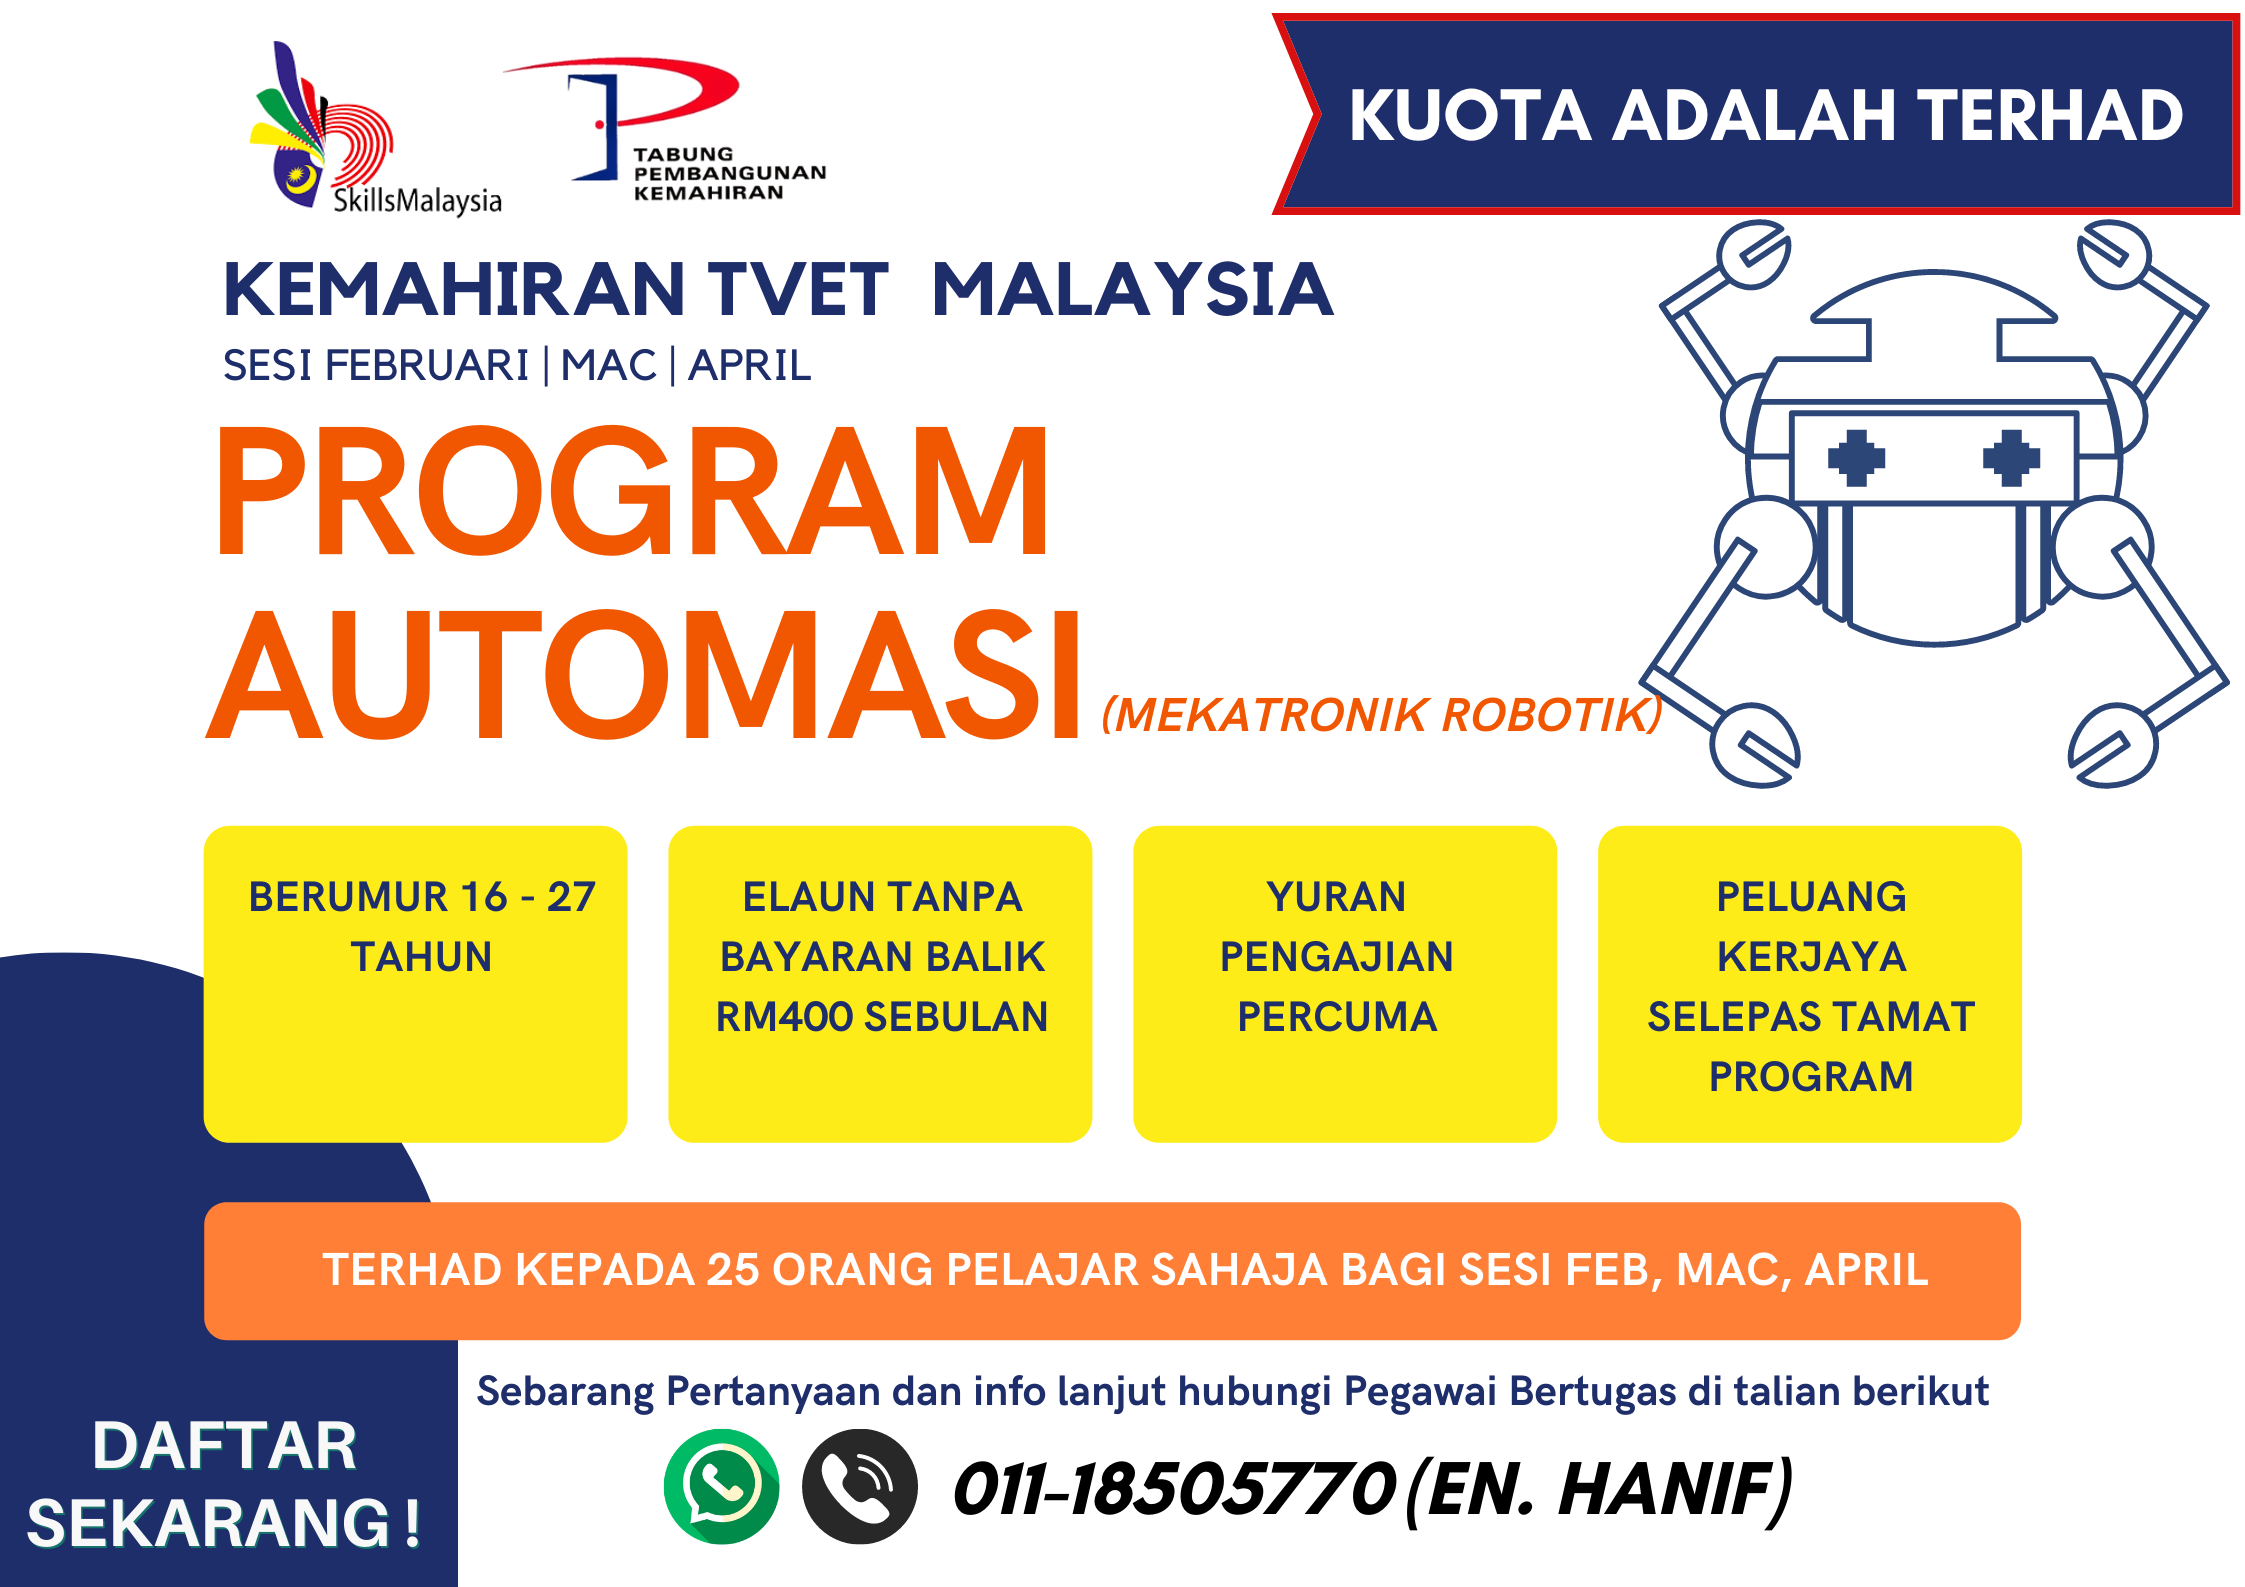 SkillsMalaysia
TABUNG
PEMBANGUNAN
KEMAHIRAN
KUOTA ADALAH TERHAD
KEMAHIRAN TVET MALAYSIA
SESI FEBRUARI | MAC | APRIL
PROGRAM
AUTOMASI (MEKATRONIK ROBOTIK)
BERUMUR 16 - 27
TAHUN
ELAUN TANPA
BAYARAN BALIK
RM400 SEBULAN
YURAN
PENGAJIAN
PERCUMA
PELUANG
KERJAYA
SELEPAS TAMAT
PROGRAM
TERHAD KEPADA 25 ORANG PELAJAR SAHAJA BAGI SESI FEB, MAC, APRIL
Sebarang Pertanyaan dan info lanjut hubungi Pegawai Bertugas di talian berikut
011-18505770 (EN. HANIF)
DAFTAR
SEKARANG !